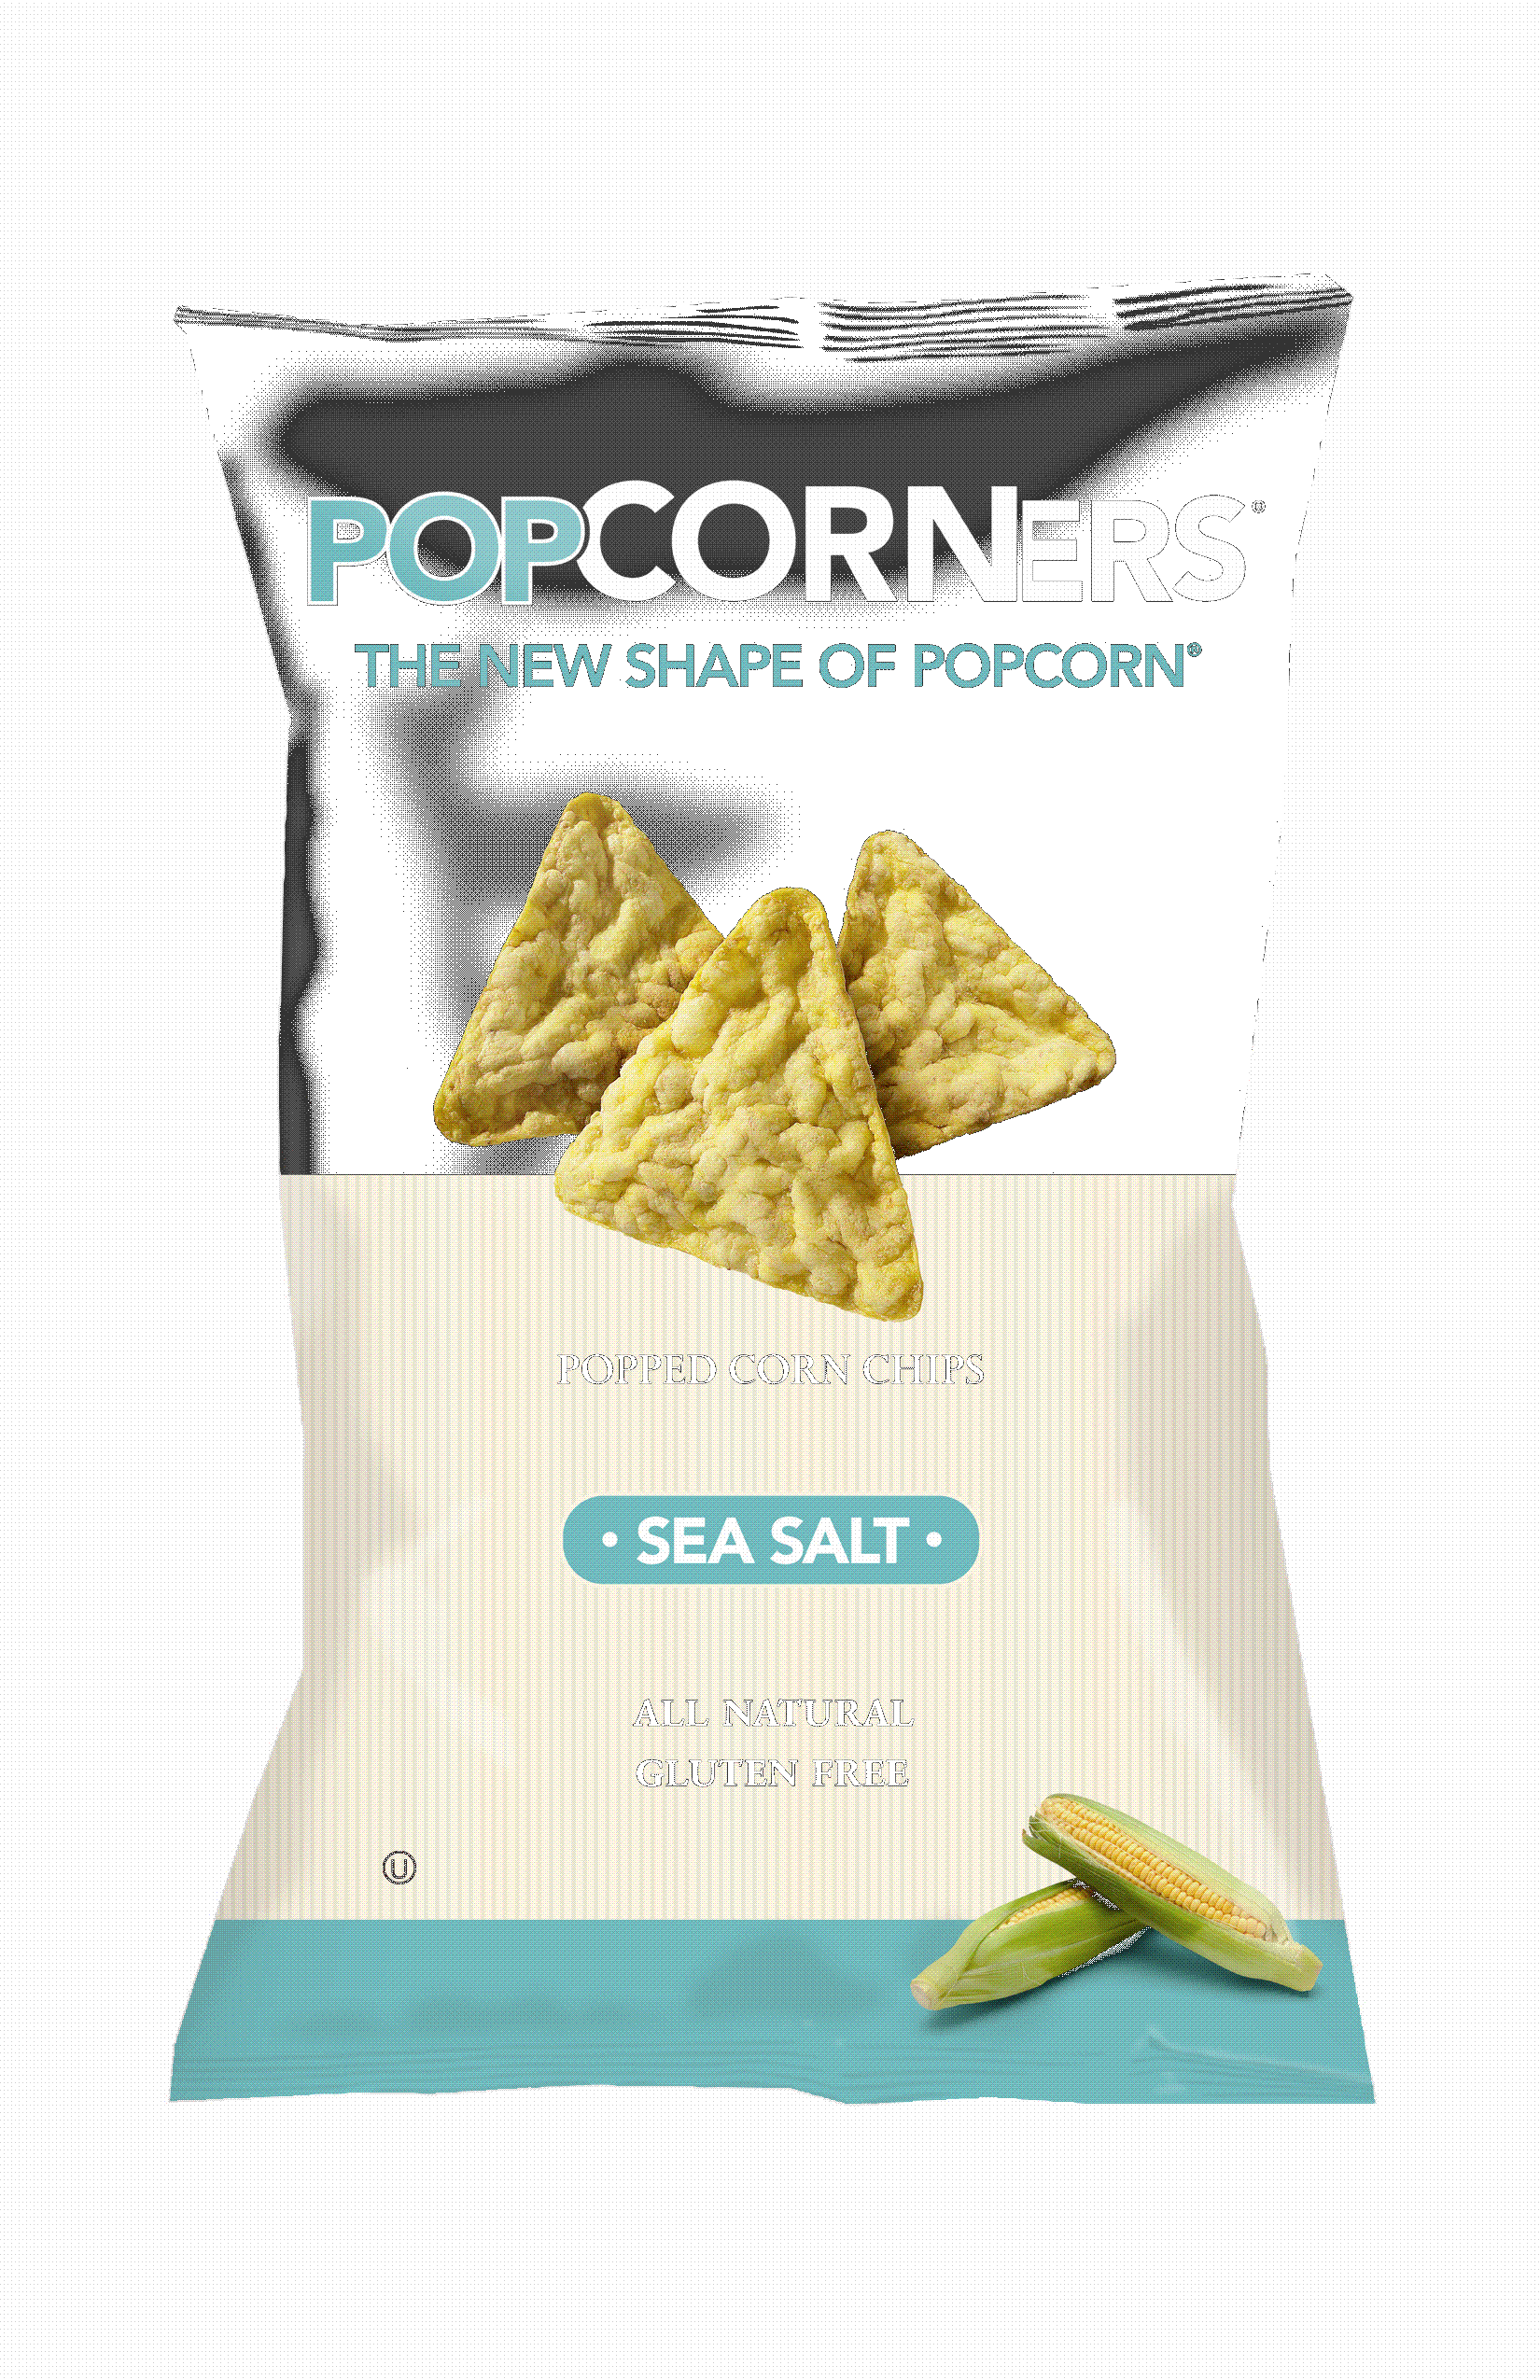 POPCORNERS®
THE NEW SHAPE OF POPCORN®
POPPED CORN CHIPS
• SEA SALT •
ALL NATURAL
GLUTEN FREE
Ⓤ